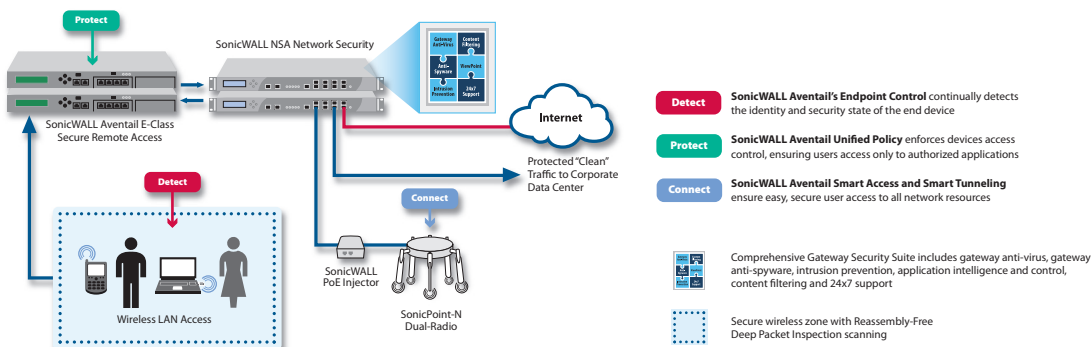 Protect
SonicWALL NSA Network Security
Gateway
Anti-Virus
Content
Filtering
Anti-
Spyware
ViewPoint
Intrusion
Prevention
24x7
Support
SonicWALL Aventail E-Class
Secure Remote Access
Internet
Protected “Clean”
Traffic to Corporate
Data Center
Detect
Connect
Wireless LAN Access
SonicWALL
PoE Injector
SonicPoint-N
Dual-Radio
Detect
SonicWALL Aventail’s Endpoint Control continually detects
the identity and security state of the end device
Protect
SonicWALL Aventail Unified Policy enforces devices access
control, ensuring users access only to authorized applications
Connect
SonicWALL Aventail Smart Access and Smart Tunneling
ensure easy, secure user access to all network resources
Comprehensive Gateway Security Suite includes gateway anti-virus, gateway
anti-spyware, intrusion prevention, application intelligence and control,
content filtering and 24x7 support
Secure wireless zone with Reassembly-Free
Deep Packet Inspection scanning